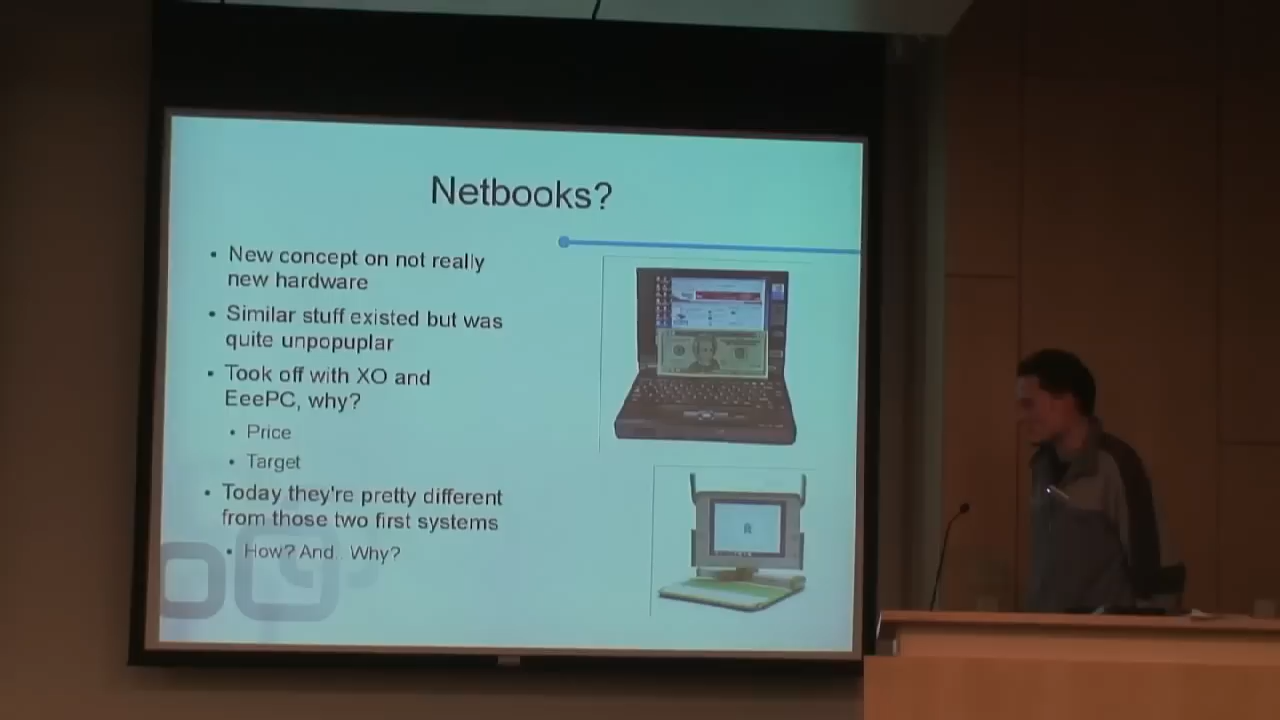 Netbooks?
• New concept on not really
new hardware
• Similar stuff existed but was
quite unpopuplar
• Took off with XO and
EeePC, why?
• Price
• Target
• Today they're pretty different
from those two first systems
• How? And.. Why?